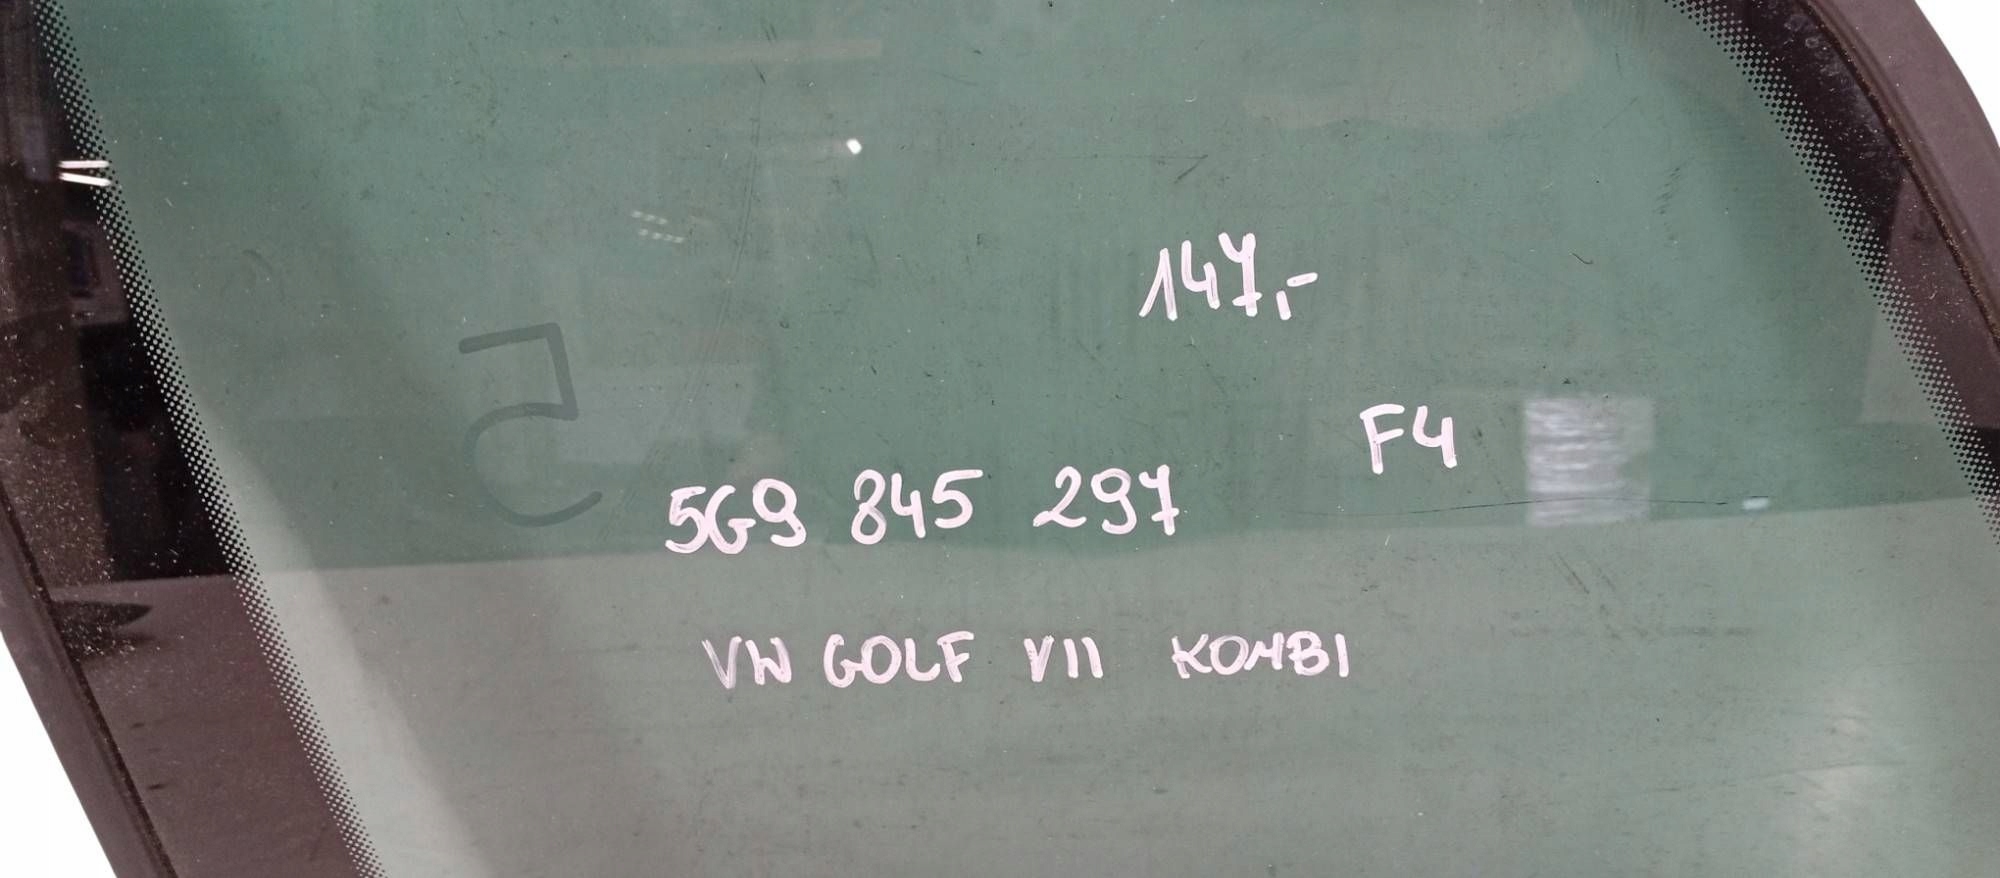 147,-
F4
5G9 845 297
VW GOLF VII KOMBI